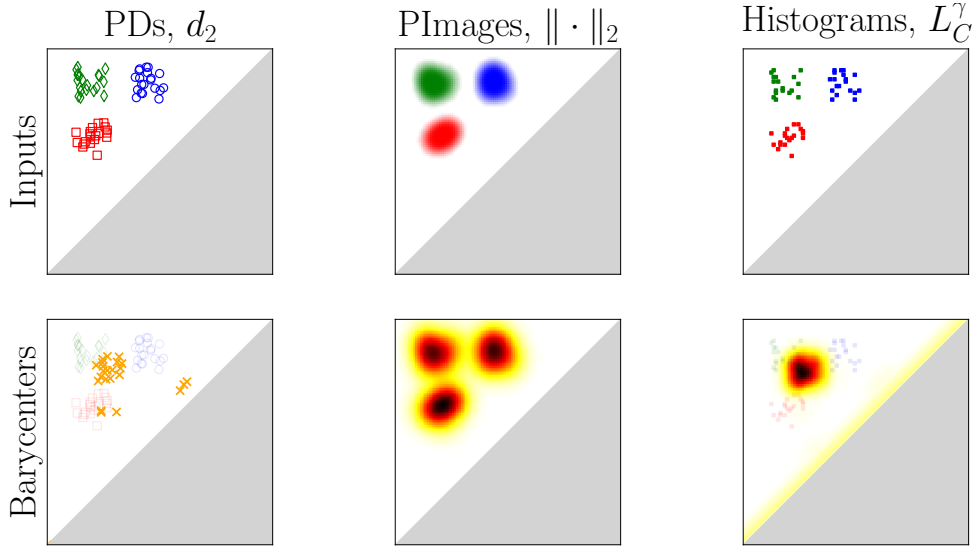 PDs, $d_2$
PImages, $\| \cdot \|_2$
Histograms, $L_C^{\gamma}$
Inputs
Barycenters